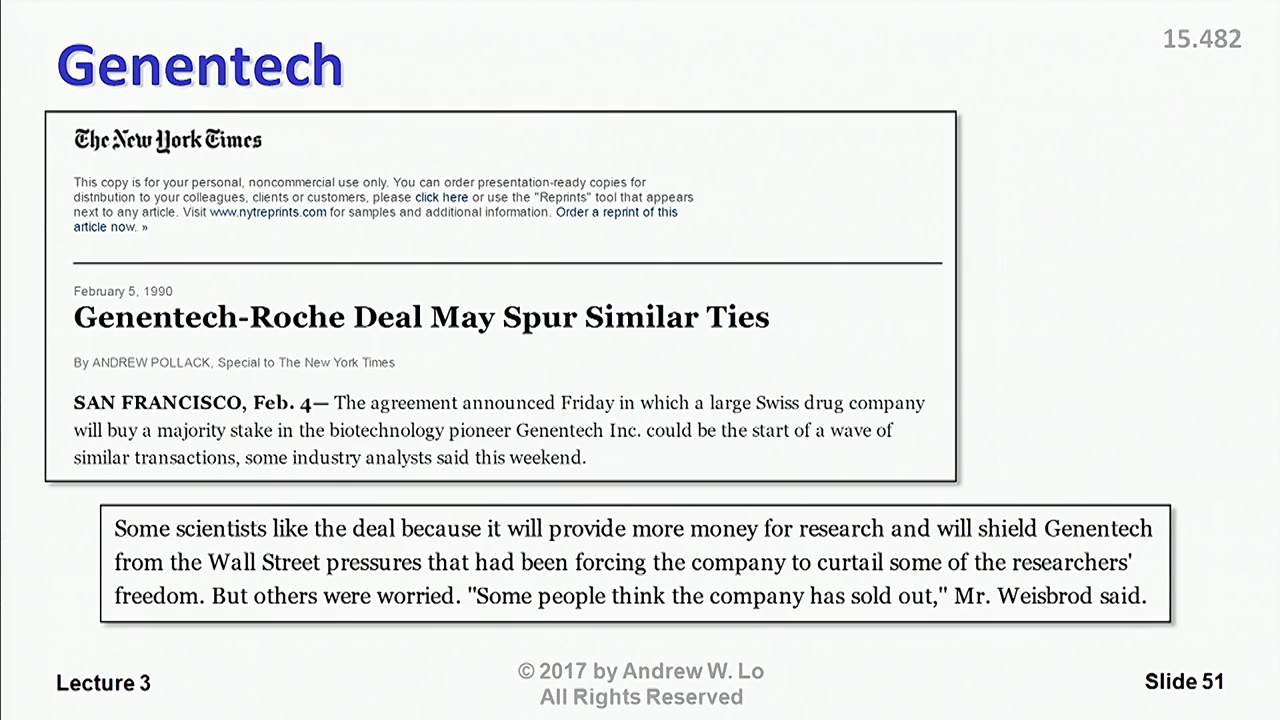 Genentech
15.482
The New York Times
This copy is for your personal, noncommercial use only. You can order presentation-ready copies for
distribution to your colleagues, clients or customers, please click here or use the "Reprints" tool that appears
next to any article. Visit www.nytreprints.com for samples and additional information. Order a reprint of this
article now. »
February 5, 1990
Genentech-Roche Deal May Spur Similar Ties
By ANDREW POLLACK, Special to The New York Times
SAN FRANCISCO, Feb. 4— The agreement announced Friday in which a large Swiss drug company
will buy a majority stake in the biotechnology pioneer Genentech Inc. could be the start of a wave of
similar transactions, some industry analysts said this weekend.
Some scientists like the deal because it will provide more money for research and will shield Genentech
from the Wall Street pressures that had been forcing the company to curtail some of the researchers'
freedom. But others were worried. "Some people think the company has sold out," Mr. Weisbrod said.
Lecture 3
© 2017 by Andrew W. Lo
All Rights Reserved
Slide 51